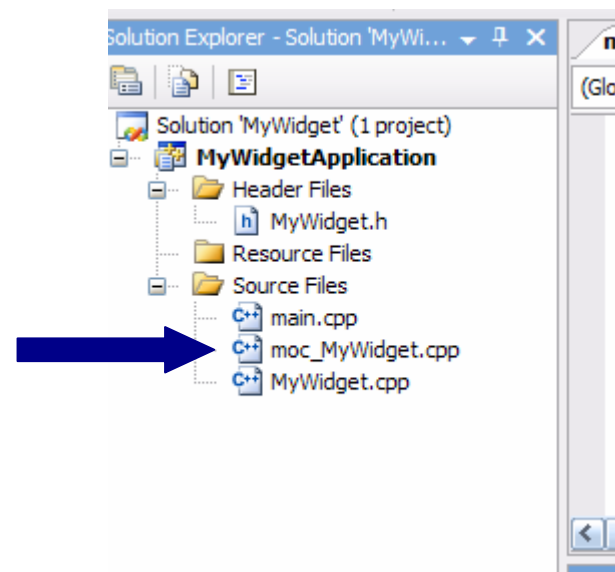 Solution Explorer - Solution 'MyWi...
(Glo
Solution 'MyWidget' (1 project)
MyWidgetApplication
Header Files
h MyWidget.h
Resource Files
Source Files
C++ main.cpp
C++ moc_MyWidget.cpp
C++ MyWidget.cpp